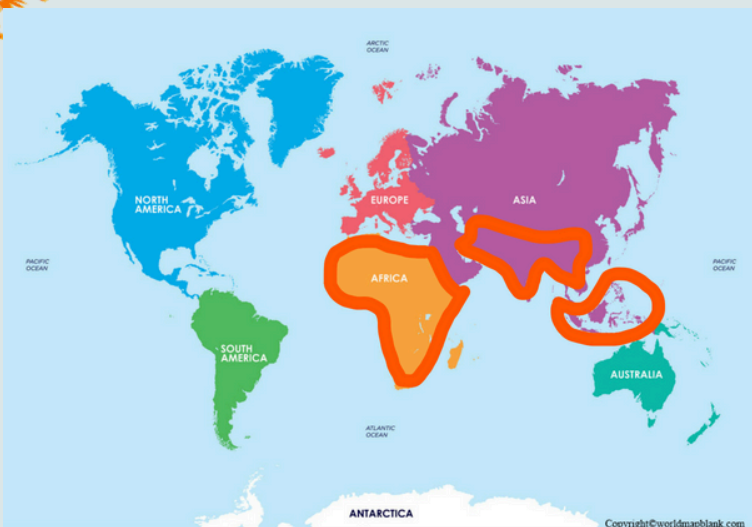 ARCTIC
OCEAN
NORTH
AMERICA
EUROPE
ASIA
PACIFIC
OCEAN
AFRICA
PACIFIC
OCEAN
SOUTH
AMERICA
AUSTRALIA
ATLANTIC
OCEAN
ANTARCTICA
Copyright©worldmapblank.com